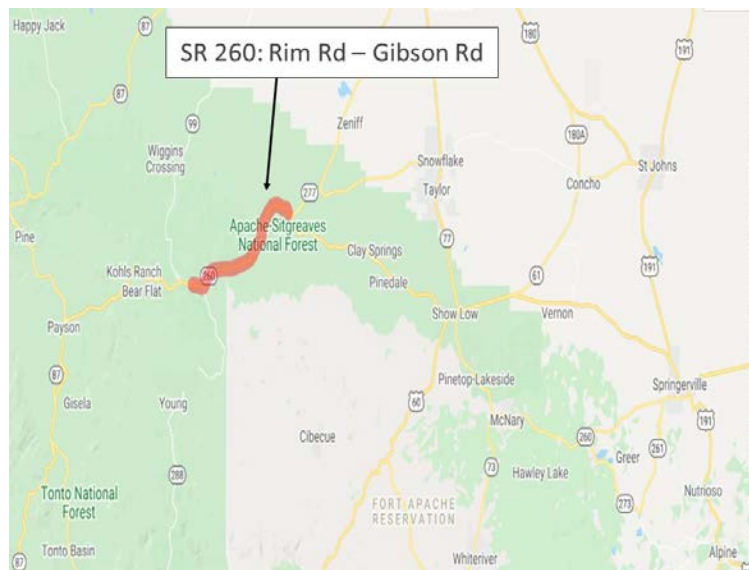 Happy Jack
87
180
191
SR 260: Rim Rd – Gibson Rd
87
99
Zeniff
180A
Wiggins
Crossing
Snowflake
St Johns
277
Taylor
Concho
Pine
Apache-Sitgreaves
National Forest
77
Clay Springs
191
Kohls Ranch
260
61
Bear Flat
Pinedale
Show Low
Vernon
Payson
87
Pinetop-Lakeside
Springerville
60
Gisela
Young
McNary
191
Cibecue
260
261
Greer
73
Hawley Lake
288
Tonto National
Forest
273
Nutrioso
FORT APACHE
RESERVATION
Tonto Basin
87
Whiteriver
Alpine